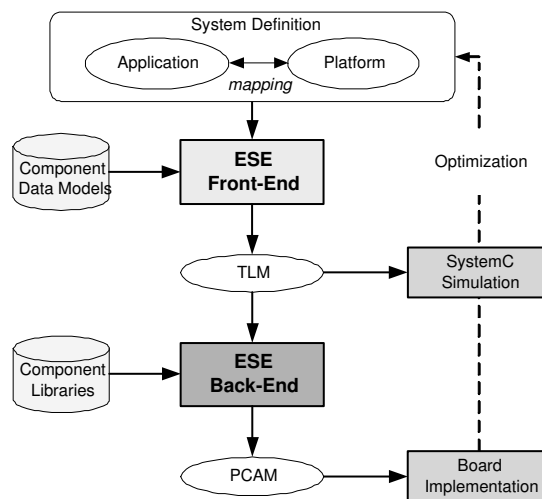 System Definition
Application
Platform
mapping
Component
Data Models
ESE
Front-End
Optimization
TLM
SystemC
Simulation
Component
Libraries
ESE
Back-End
PCAM
Board
Implementation